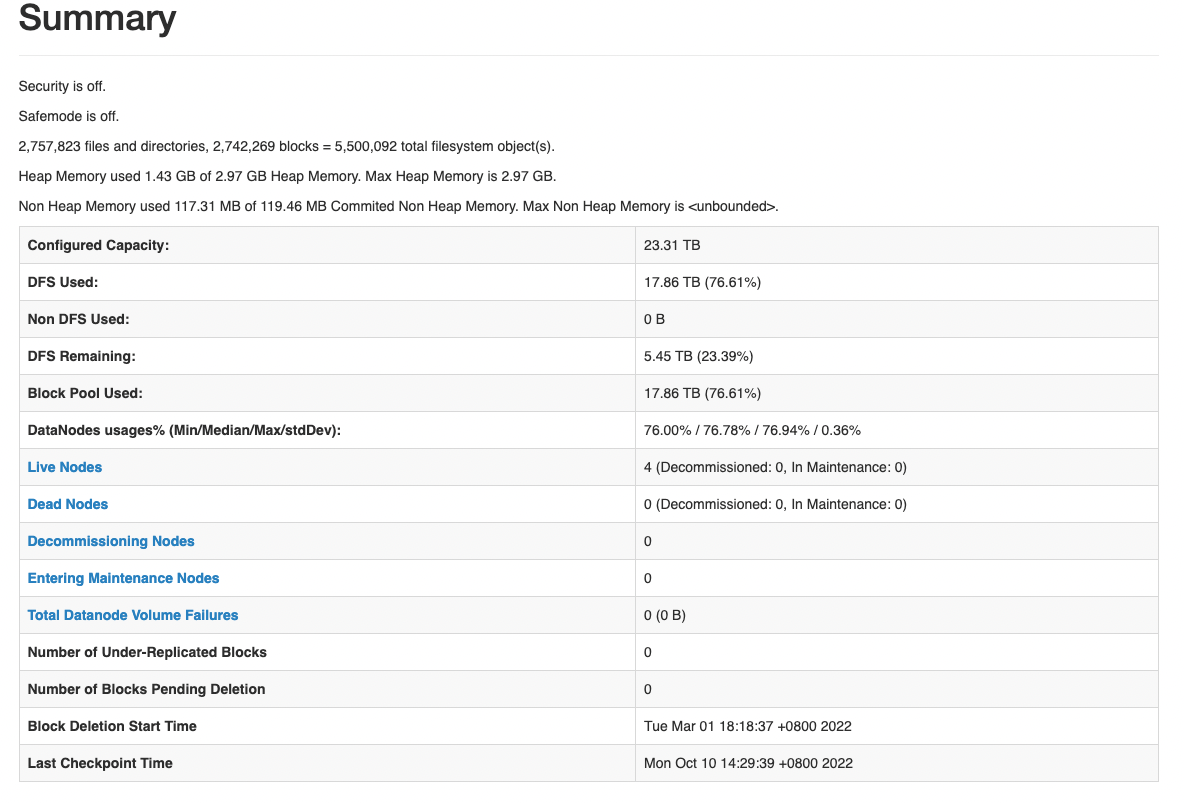 Summary
Security is off.
Safemode is off.
2,757,823 files and directories, 2,742,269 blocks = 5,500,092 total filesystem object(s).
Heap Memory used 1.43 GB of 2.97 GB Heap Memory. Max Heap Memory is 2.97 GB.
Non Heap Memory used 117.31 MB of 119.46 MB Commited Non Heap Memory. Max Non Heap Memory is <unbounded>.
Configured Capacity: 23.31 TB
DFS Used: 17.86 TB (76.61%)
Non DFS Used: 0 B
DFS Remaining: 5.45 TB (23.39%)
Block Pool Used: 17.86 TB (76.61%)
DataNodes usages% (Min/Median/Max/stdDev): 76.00% / 76.78% / 76.94% / 0.36%
Live Nodes 4 (Decommissioned: 0, In Maintenance: 0)
Dead Nodes 0 (Decommissioned: 0, In Maintenance: 0)
Decommissioning Nodes 0
Entering Maintenance Nodes 0
Total Datanode Volume Failures 0 (0 B)
Number of Under-Replicated Blocks 0
Number of Blocks Pending Deletion 0
Block Deletion Start Time Tue Mar 01 18:18:37 +0800 2022
Last Checkpoint Time Mon Oct 10 14:29:39 +0800 2022